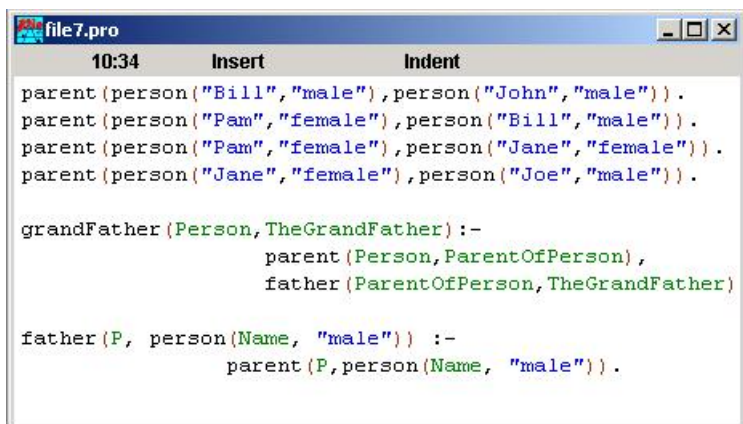 file7.pro
10:34 Insert Indent
parent(person("Bill","male"),person("John","male")).
parent(person("Pam","female"),person("Bill","male")).
parent(person("Pam","female"),person("Jane","female")).
parent(person("Jane","female"),person("Joe","male")).
grandFather(Person,TheGrandFather):-
parent(Person,ParentOfPerson),
father(ParentOfPerson,TheGrandFather)
father(P, person(Name, "male")) :-
parent(P,person(Name, "male")).